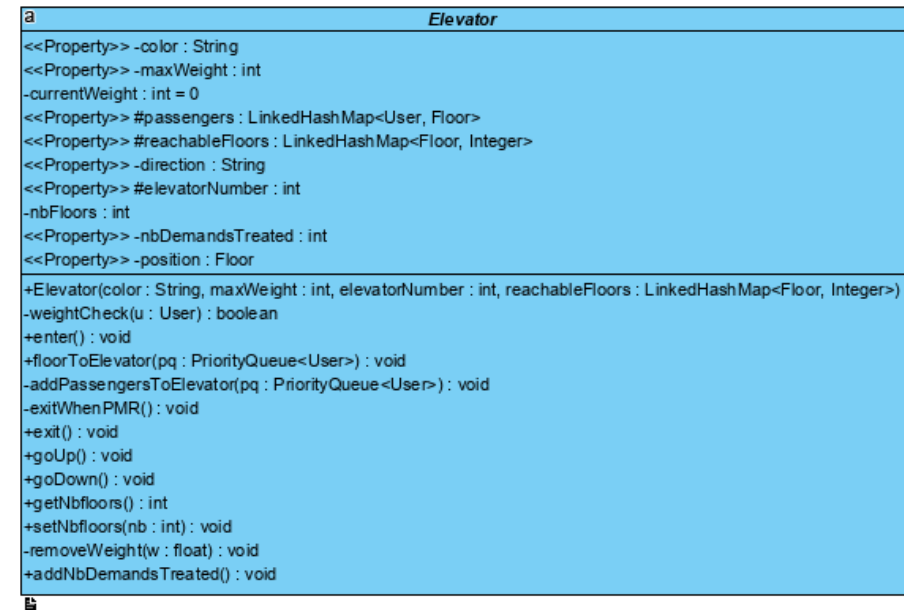 a
Elevator
<<Property>> -color : String
<<Property>> -maxWeight : int
-currentWeight : int = 0
<<Property>> #passengers : LinkedHashMap<User, Floor>
<<Property>> #reachableFloors : LinkedHashMap<Floor, Integer>
<<Property>> -direction : String
<<Property>> #elevatorNumber : int
-nbFloors : int
<<Property>> -nbDemandsTreated : int
<<Property>> -position : Floor
+Elevator(color : String, maxWeight : int, elevatorNumber : int, reachableFloors : LinkedHashMap<Floor, Integer>)
-weightCheck(u : User) : boolean
+enter() : void
+floorToElevator(pq : PriorityQueue<User>) : void
-addPassengersToElevator(pq : PriorityQueue<User>) : void
-exitWhenPMR() : void
+exit() : void
+goUp() : void
+goDown() : void
+getNbfloors() : int
+setNbfloors(nb : int) : void
-removeWeight(w : float) : void
+addNbDemandsTreated() : void